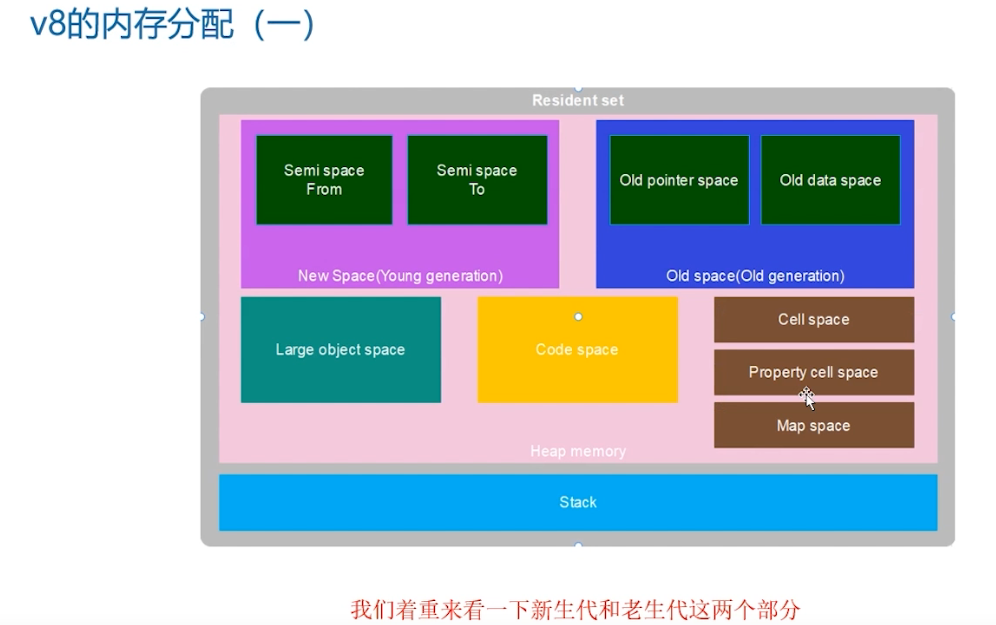 v8的内存分配（一）
Resident set
Semi space
From
Semi space
To
New Space(Young generation)
Old pointer space
Old data space
Old space(Old generation)
Large object space
Code space
Cell space
Property cell space
Map space
Heap memory
Stack
我们着重来看一下新生代和老生代这两个部分